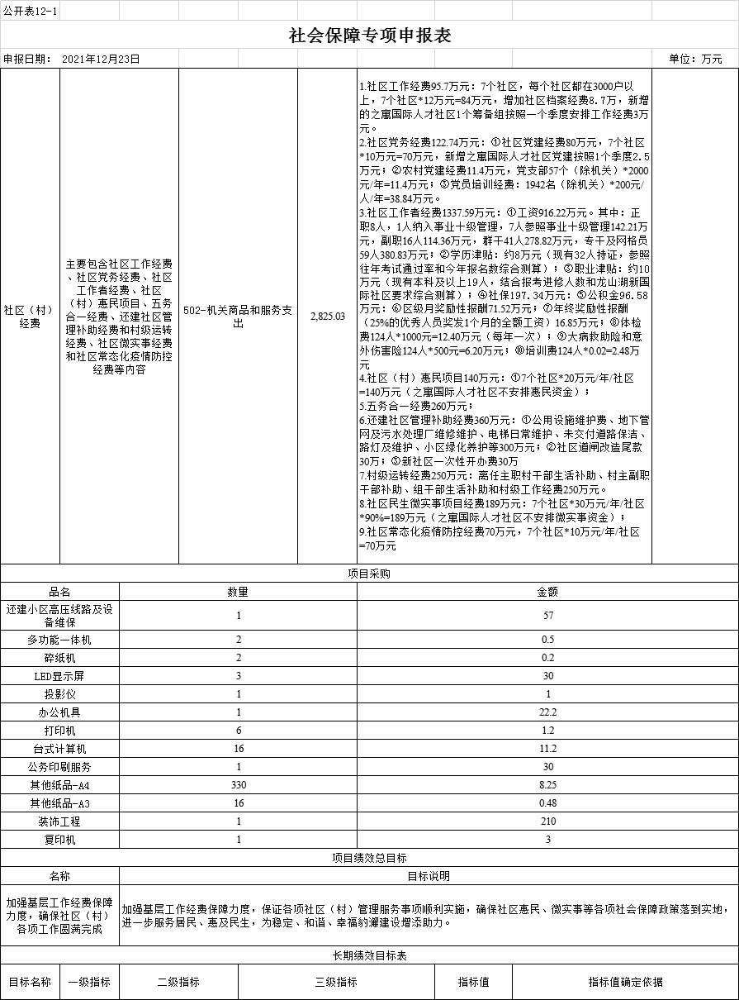 公开表12-1
社会保障专项申报表
申报日期： 2021年12月23日 单位：万元
社区（村）
经费
主要包含社区工作经费
、社区党务经费、社区
工作者经费、社区
（村）惠民项目、五务
合一经费、还建社区管
理补助经费和村级运转
经费、社区微实事经费
和社区常态化疫情防控
经费等内容
502-机关商品和服务支
出
2,825.03
1.社区工作经费95.7万元：7个社区，每个社区都在3000户以
上，7个社区*12万元=84万元，增加社区档案经费8.7万，新增
的之寓国际人才社区1个筹备组按照一个季度安排工作经费3万
元。
2.社区党务经费122.74万元：①社区党建经费80万元，7个社区
*10万元=70万元，新增之寓国际人才社区党建按照1个季度2.5
万元；②农村党建经费11.4万元，党支部57个（除机关）*2000
元/年=11.4万元；③党员培训经费：1942名（除机关）*200元/
人/年=38.84万元。
3.社区工作者经费1337.59万元：①工资916.22万元。其中：正
职8人，1人纳入事业十级管理，7人参照事业十级管理142.21万
元，副职16人114.36万元，群干41人278.82万元，专干及网格员
59人380.83万元；②学历津贴：约8万元（现有32人持证，参照
往年考试通过率和今年报名数综合测算）；③职业津贴：约10
万元（现有本科及以上19人，结合报考进修人数和龙山湖新国
际社区要求综合测算）；④社保197.34万元：⑤公积金96.58
万元：⑥区级月奖励性报酬71.52万元；⑦年终奖励性报酬
（25%的优秀人员奖发1个月的全额工资）16.85万元；⑧体检
费124人*1000元=12.40万元（每年一次）；⑨大病救助险和意
外伤害险124人*500元=6.20万元；⑩培训费124人*0.02=2.48万
元
4.社区（村）惠民项目140万元：①7个社区*20万元/年/社区
=140万元（之寓国际人才社区不安排惠民资金）；
5.五务合一经费260万元；
6.还建社区管理补助经费360万元：①公用设施维护费、地下管
网及污水处理厂维修维护、电梯日常维护、未交付道路保洁、
路灯及维护、小区绿化养护等300万元；②社区道闸改造尾款
30万；③新社区一次性开办费30万
7.村级运转经费250万元：离任主职村干部生活补助、村主副职
干部补助、组干部生活补助和村级工作经费250万元。
8.社区民生微实事项目经费189万元：7个社区*30万元/年/社区
*90%=189万元（之寓国际人才社区不安排微实事资金）；
9.社区常态化疫情防控经费70万元，7个社区*10万元/年/社区
=70万元
项目采购
品名 数量 金额
还建小区高压线路及设
备维保 1 57
多功能一体机 2 0.5
碎纸机 2 0.2
LED显示屏 3 30
投影仪 1 1
办公机具 1 22.2
打印机 6 1.2
台式计算机 16 11.2
公务印刷服务 1 30
其他纸品-A4 330 8.25
其他纸品-A3 16 0.48
装饰工程 1 210
复印机 1 3
项目绩效总目标
名称 目标说明
加强基层工作经费保障
力度，确保社区（村）
各项工作圆满完成
加强基层工作经费保障力度，保证各项社区（村）管理服务事项顺利实施，确保社区惠民、微实事等各项社会保障政策落到实地，
进一步服务居民、惠及民生，为稳定、和谐、幸福豹澥建设增添助力。
长期绩效目标表
目标名称 一级指标 二级指标 三级指标 指标值 指标值确定依据